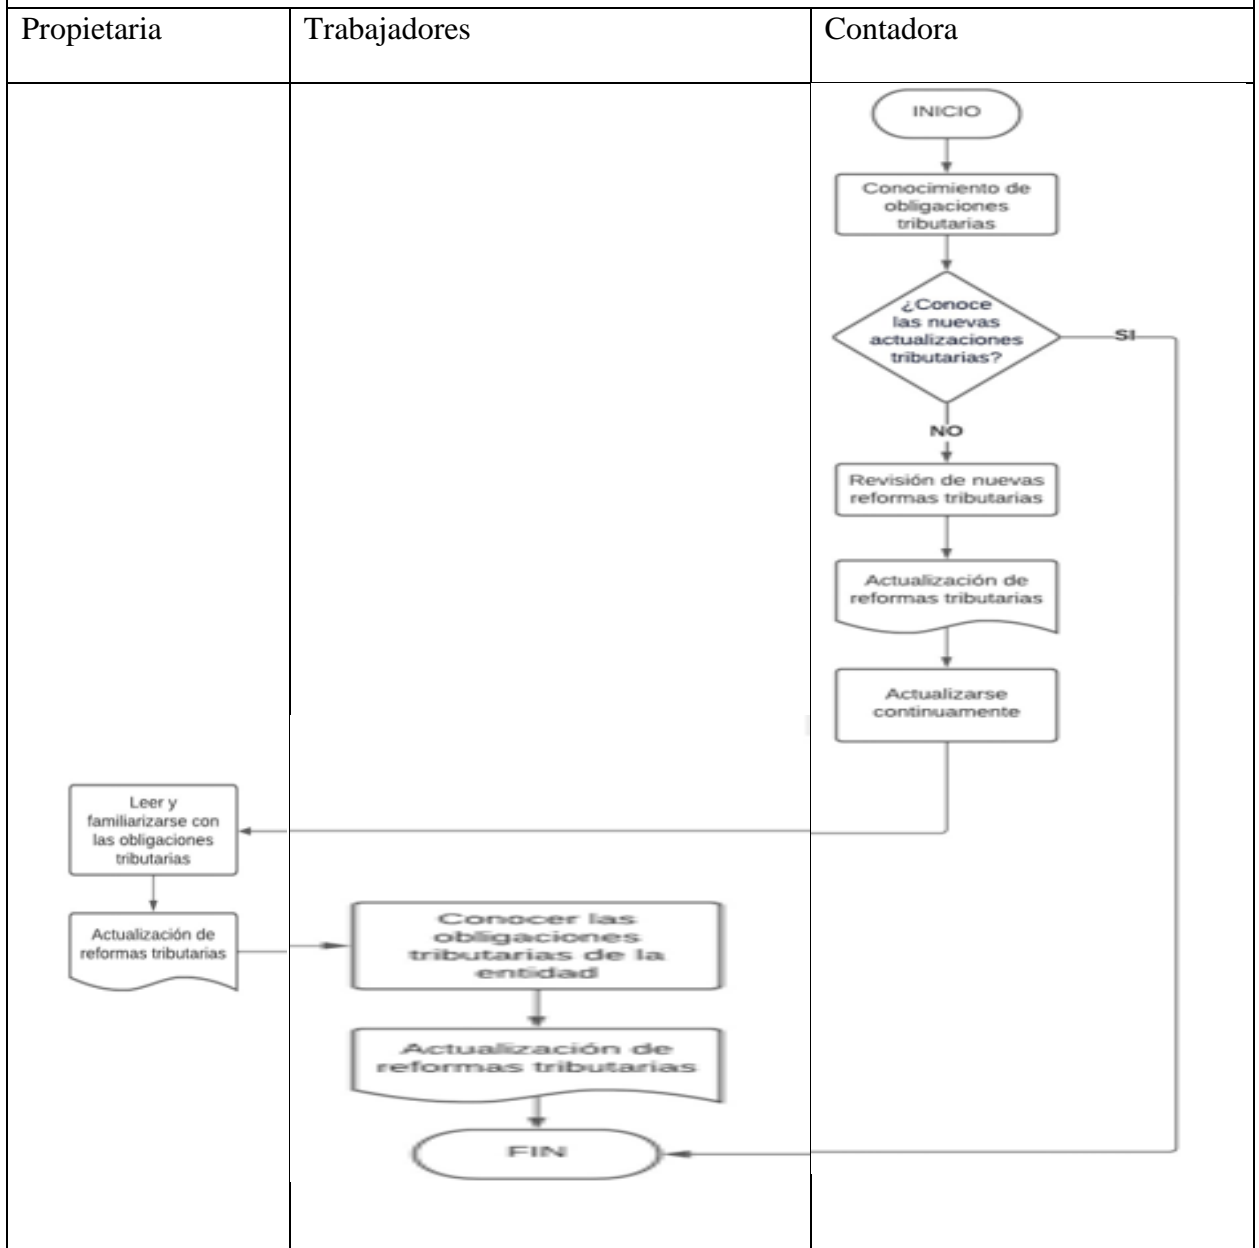 Propietaria
Trabajadores
Contadora
INICIO
Conocimiento de
obligaciones
tributarias
¿Conoce
las nuevas
actualizaciones
tributarias?
SI
NO
Revisión de nuevas
reformas tributarias
Actualización de
reformas tributarias
Actualizarse
continuamente
Leer y
familiarizarse con
las obligaciones
tributarias
Actualización de
reformas tributarias
Conocer las
obligaciones
tributarias de la
entidad
Actualización de
reformas tributarias
FIN